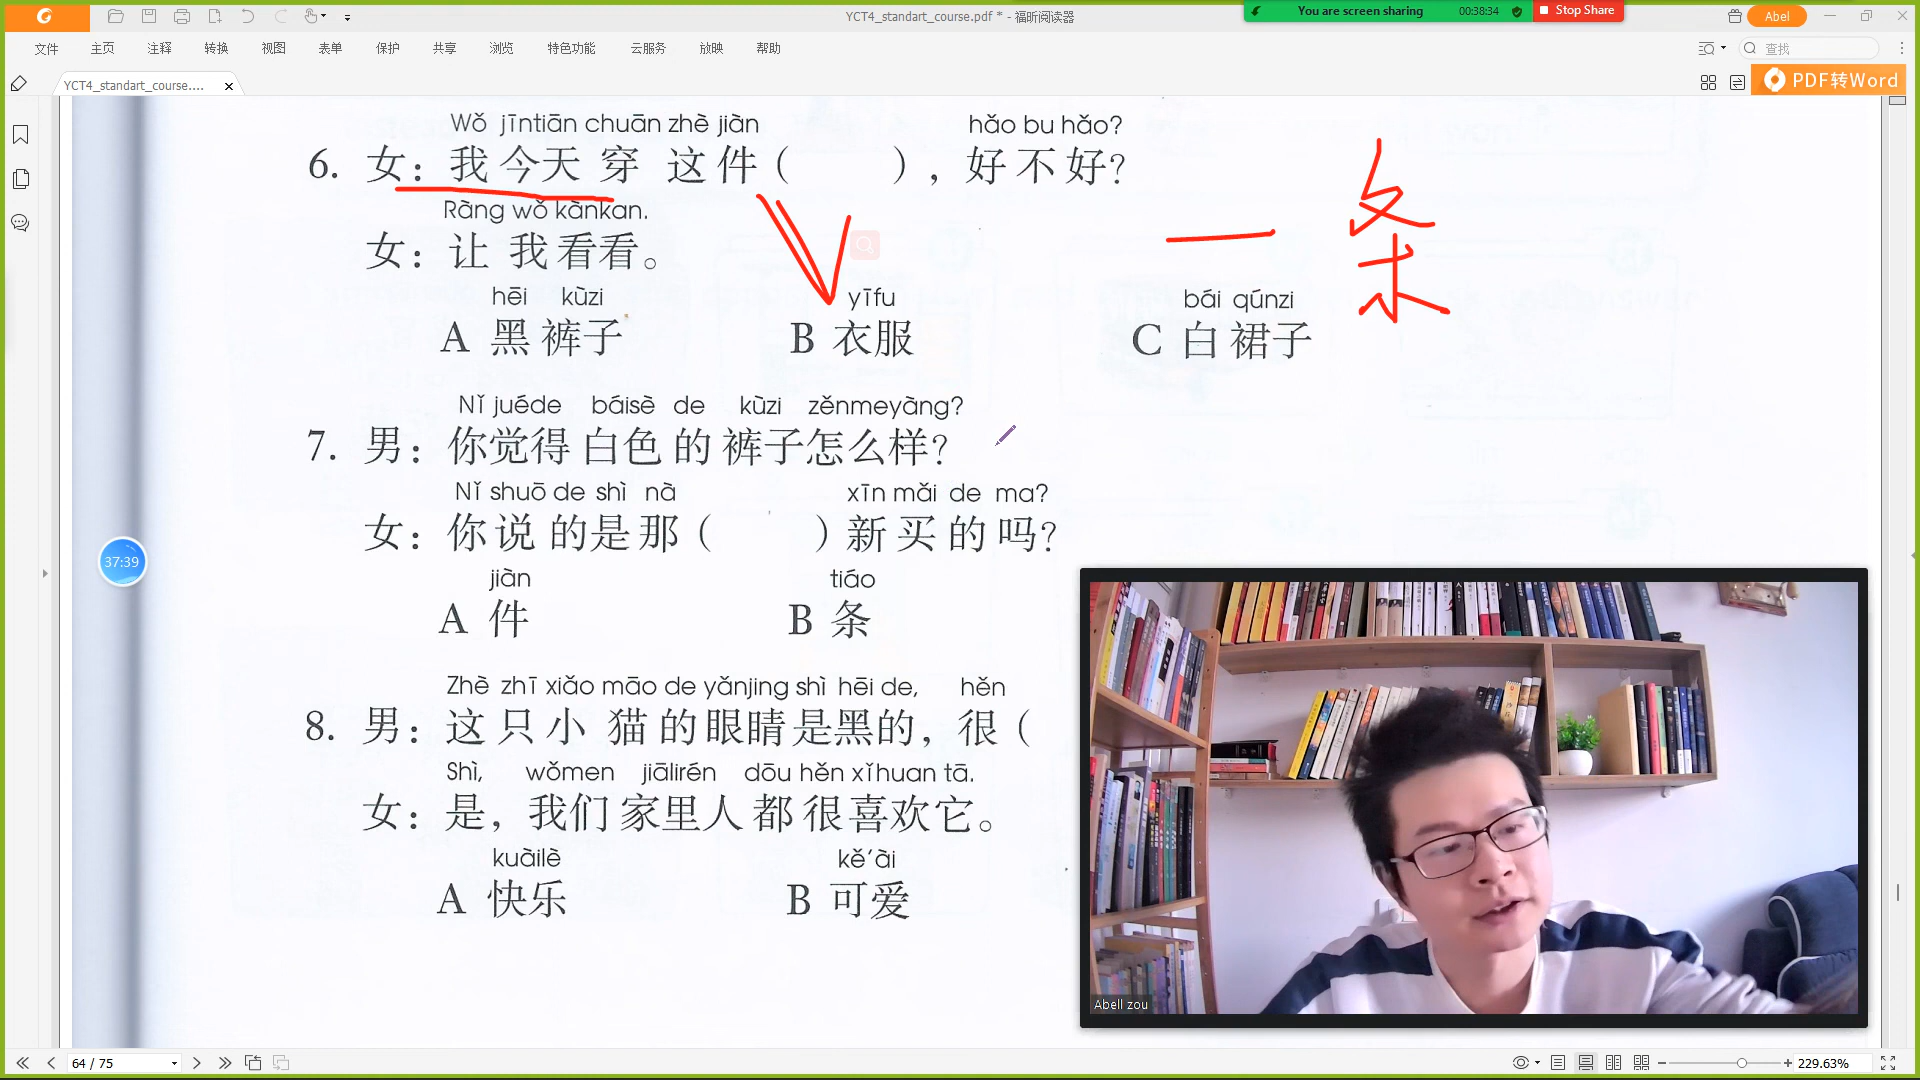 YCT4_standart_course.pdf * - 福昕阅读器
You are screen sharing
00:38:34
Stop Share
Abel
文件 主页 注释 转换 视图 表单 保护 共享 浏览 特色功能 云服务 放映 帮助
查找
YCT4_standart_course....
PDF转Word
Wǒ jīntiān chuān zhè jiàn hǎo bu hǎo?
6. 女：我今天 穿 这件（ ），好不好？
Ràng wǒ kànkan.
女：让 我看看。
一 条
hēi kùzi yīfu bái qúnzi
A 黑 裤子 B 衣服 C 白 裙子
Nǐ juéde báisè de kùzi zěnmeyàng?
7. 男：你觉得 白色 的 裤子怎么样？
Nǐ shuō de shì nà xīn mǎi de ma?
女：你说 的是那（ ）新 买 的吗？
37:39
jiàn tiáo
A 件 B 条
Zhè zhī xiǎo māo de yǎnjing shì hēi de, hěn
8. 男：这 只 小 猫 的 眼睛 是黑的，很（
Shì, wǒmen jiālirén dōu hěn xǐhuan tā.
女：是，我们 家里人 都 很喜欢它。
kuàilè kě'ài
A 快乐 B 可爱
Abell zou
64 / 75
229.63%